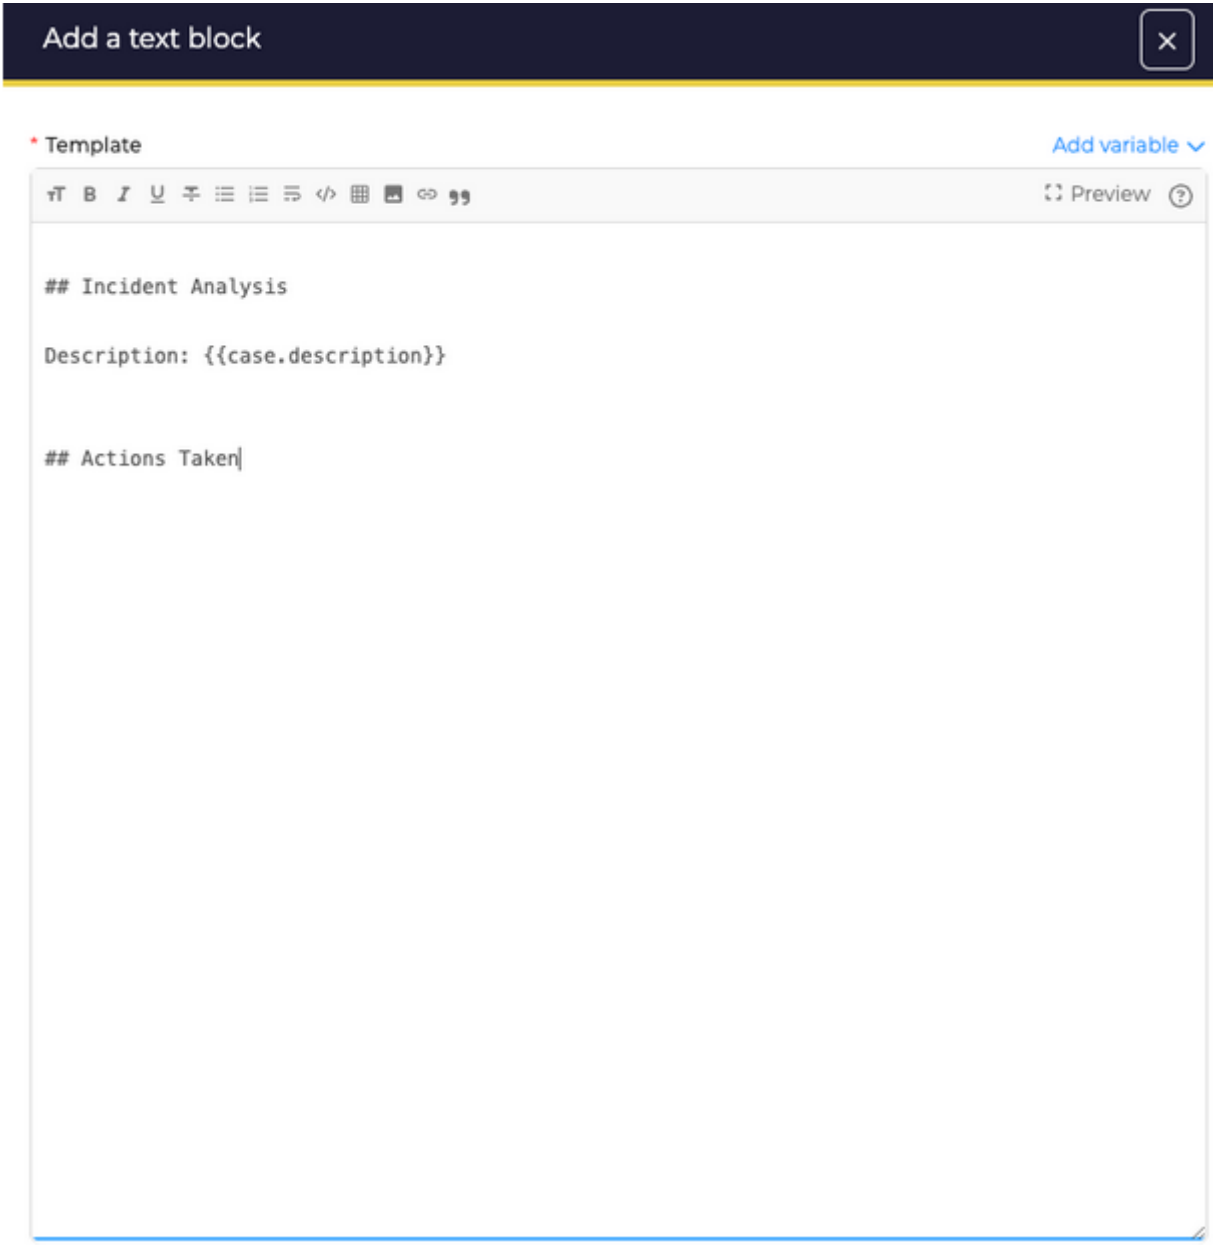 Add a text block
* Template
Add variable
Preview
## Incident Analysis
Description: {{case.description}}
## Actions Taken